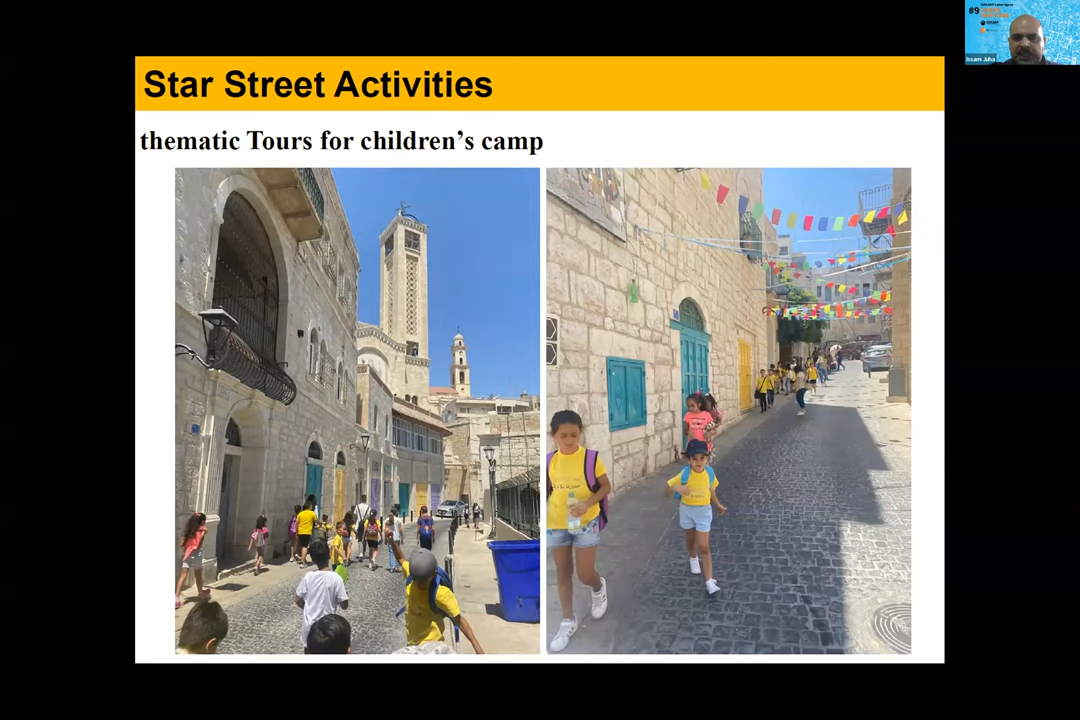 Star Street Activities
thematic Tours for children's camp
#9
Issam Juha